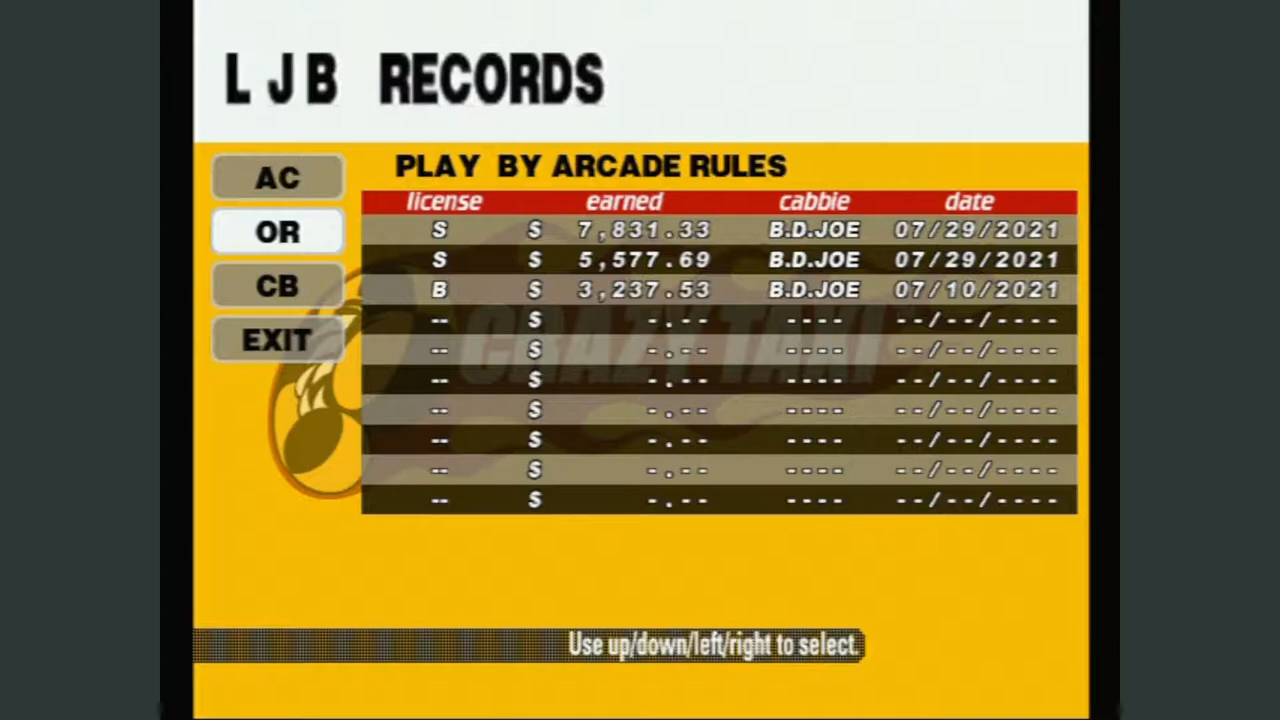 L J B RECORDS
PLAY BY ARCADE RULES
AC
OR
CB
EXIT
license earned cabbie date
S $ 7,831.33 B.D.JOE 07/29/2021
S $ 5,577.69 B.D.JOE 07/29/2021
B $ 3,237.53 B.D.JOE 07/10/2021
-- $ -.-- ---- --/--/----
-- $ -.-- ---- --/--/----
-- $ -.-- ---- --/--/----
-- $ -.-- ---- --/--/----
-- $ -.-- ---- --/--/----
-- $ -.-- ---- --/--/----
-- $ -.-- ---- --/--/----
CRAZY TAXI
Use up/down/left/right to select.